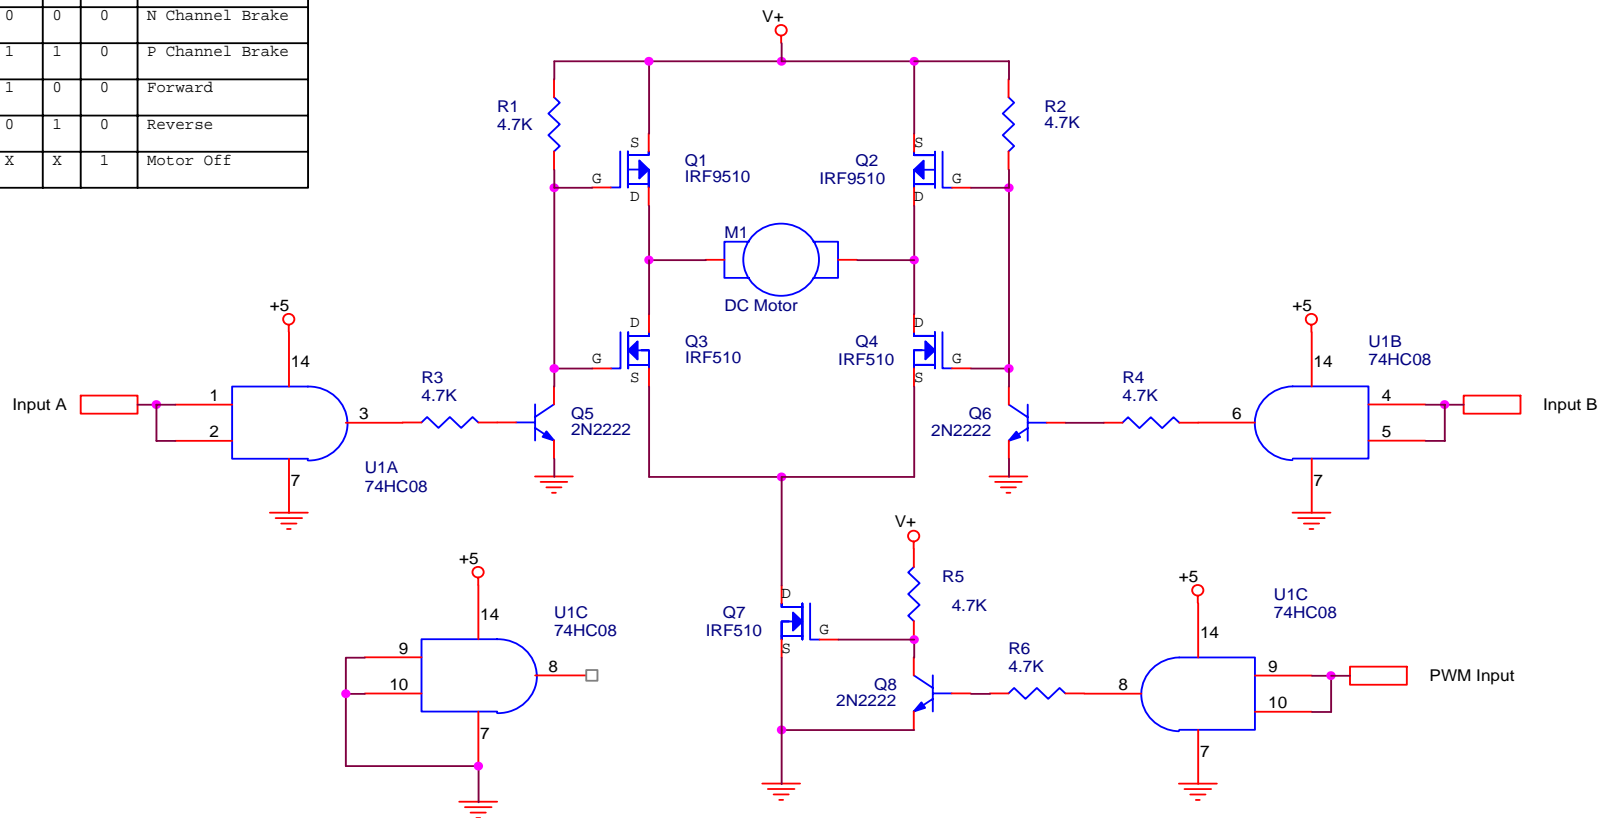 0 0 0 N Channel Brake
1 1 0 P Channel Brake
1 0 0 Forward
0 1 0 Reverse
X X 1 Motor Off
V+
R1
4.7K
R2
4.7K
S
G
D
Q1
IRF9510
Q2
IRF9510
S
G
D
M1
DC Motor
D
G
S
Q3
IRF510
Q4
IRF510
D
G
S
+5
14
Input A
1
2
3
7
U1A
74HC08
R3
4.7K
Q5
2N2222
Q6
2N2222
R4
4.7K
+5
14
U1B
74HC08
6
4
5
7
Input B
+5
14
U1C
74HC08
9
10
8
7
V+
R5
4.7K
D
G
S
Q7
IRF510
Q8
2N2222
R6
4.7K
+5
14
U1C
74HC08
8
9
10
7
PWM Input